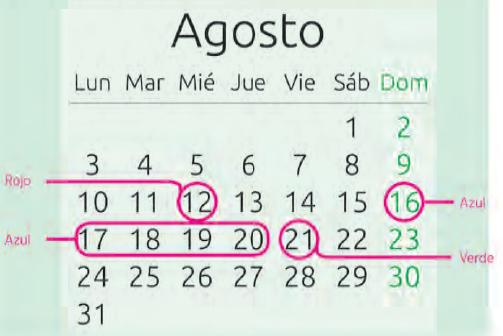 Agosto
Lun Mar Mié Jue Vie Sáb Dom
1 2
3 4 5 6 7 8 9
Rojo
10 11 12 13 14 15 16 Azul
Azul 17 18 19 20 21 22 23
Verde
24 25 26 27 28 29 30
31